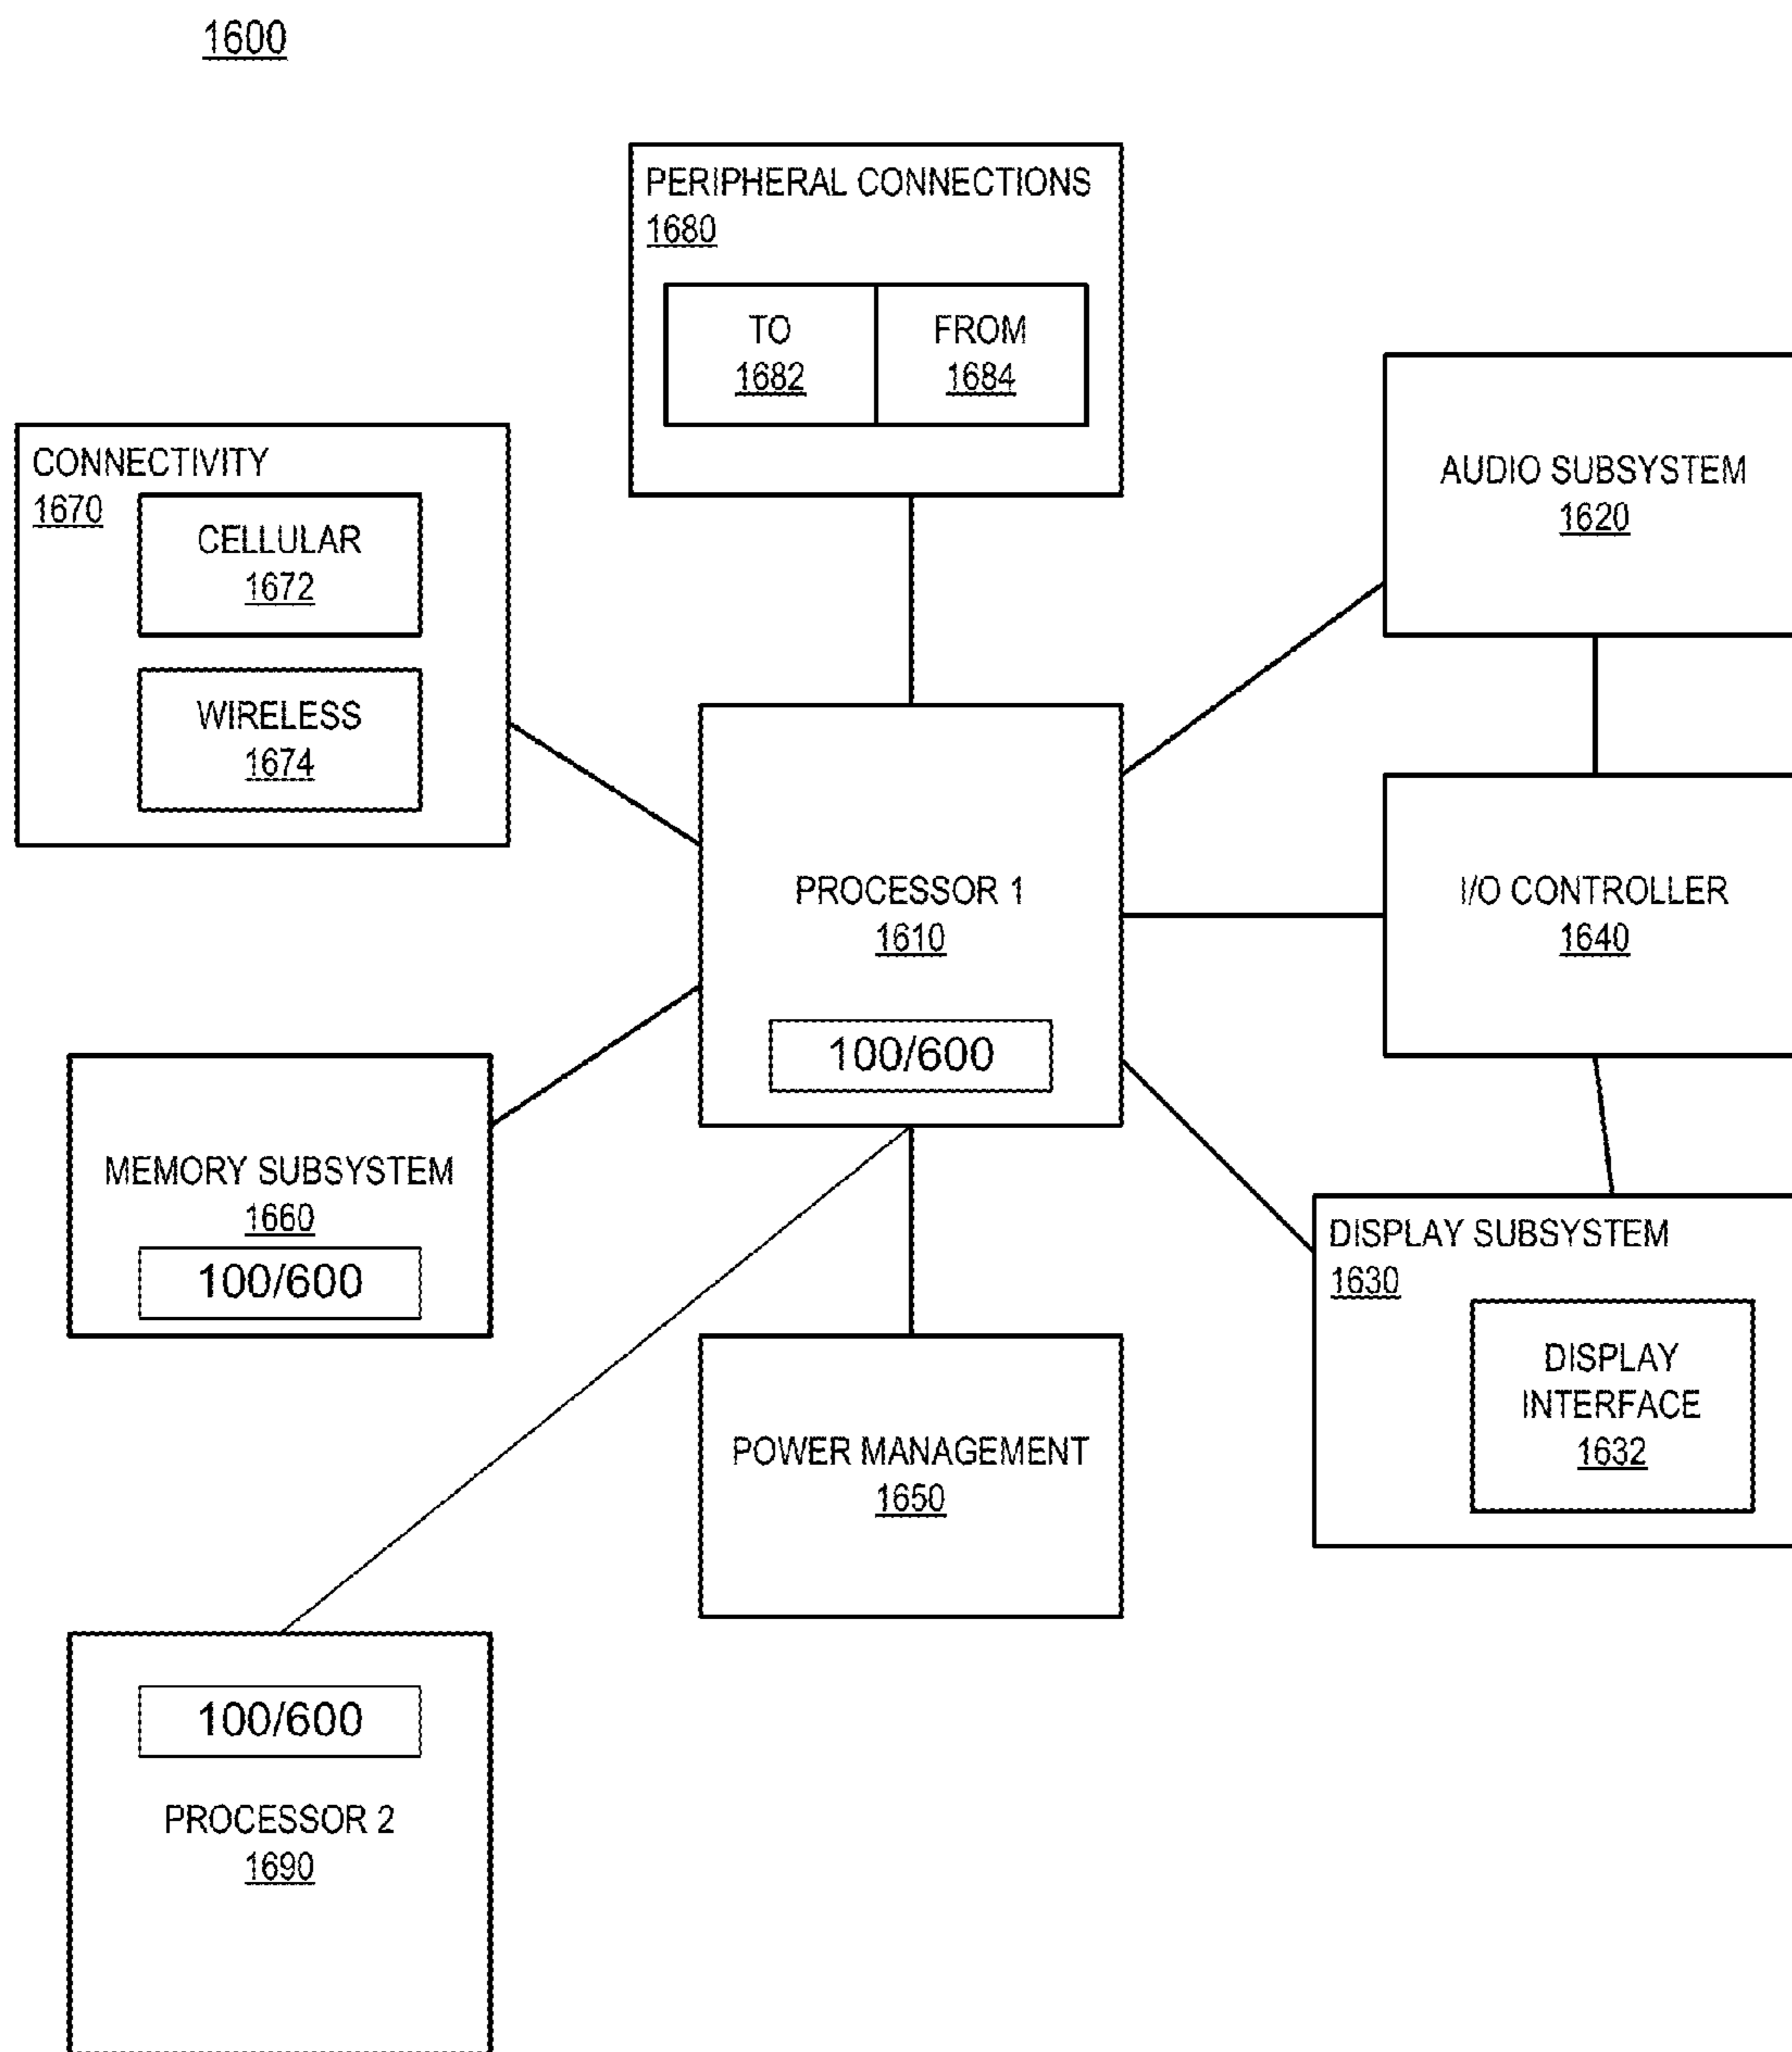 1600
PERIPHERAL CONNECTIONS
1680
TO
1682
FROM
1684
CONNECTIVITY
1670
CELLULAR
1672
WIRELESS
1674
AUDIO SUBSYSTEM
1620
PROCESSOR 1
1610
100/600
I/O CONTROLLER
1640
MEMORY SUBSYSTEM
1660
100/600
DISPLAY SUBSYSTEM
1630
DISPLAY
INTERFACE
1632
POWER MANAGEMENT
1650
100/600
PROCESSOR 2
1690